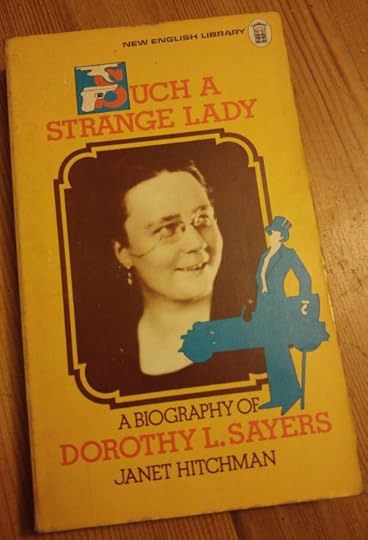 NEW ENGLISH LIBRARY
SUCH A
STRANGE LADY
A BIOGRAPHY OF
DOROTHY L. SAYERS
JANET HITCHMAN